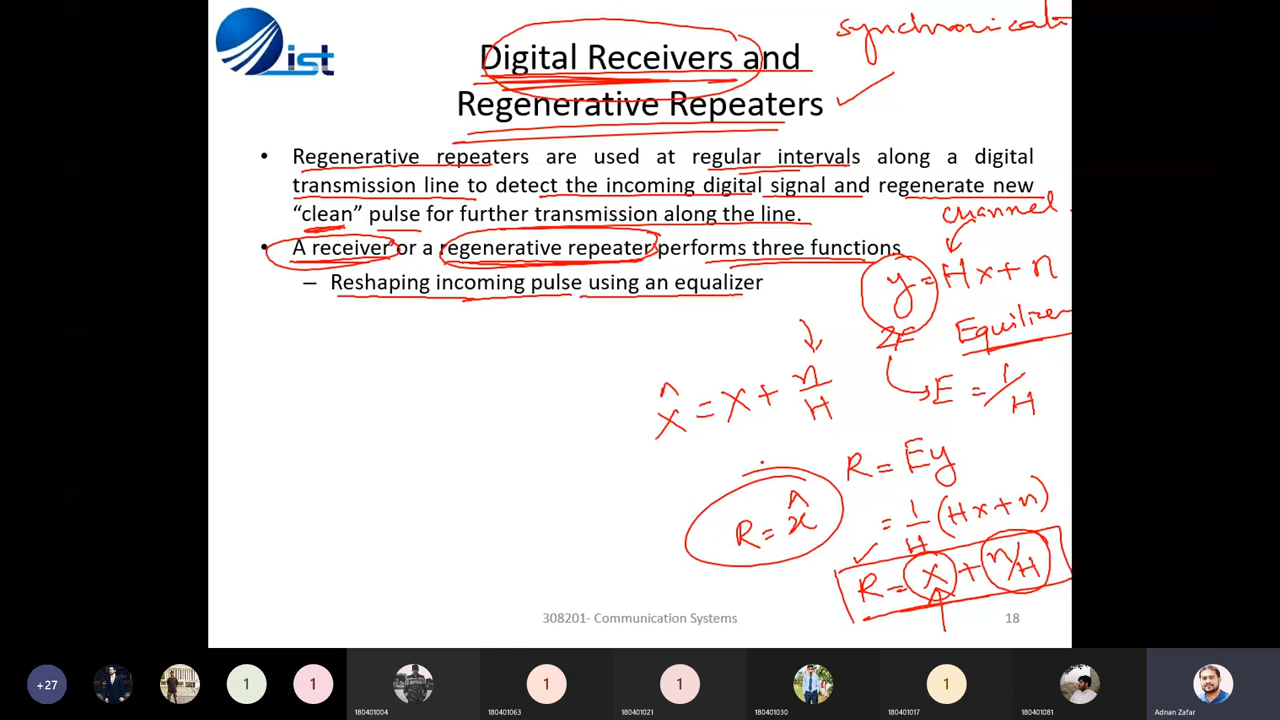 ist
synchronizati
Digital Receivers and
Regenerative Repeaters
• Regenerative repeaters are used at regular intervals along a digital
transmission line to detect the incoming digital signal and regenerate new
“clean” pulse for further transmission along the line.
channel
• A receiver or a regenerative repeater performs three functions
– Reshaping incoming pulse using an equalizer
y = Hx + n
Equilizer
E = 1/H
x̂ = x + n/H
R = Ey
= 1/H (Hx + n)
R = x̂
R = x + n/H
308201- Communication Systems
18
+27
1
1
1
1
1
180401004
180401063
180401021
180401030
180401017
180401081
Adnan Zafar